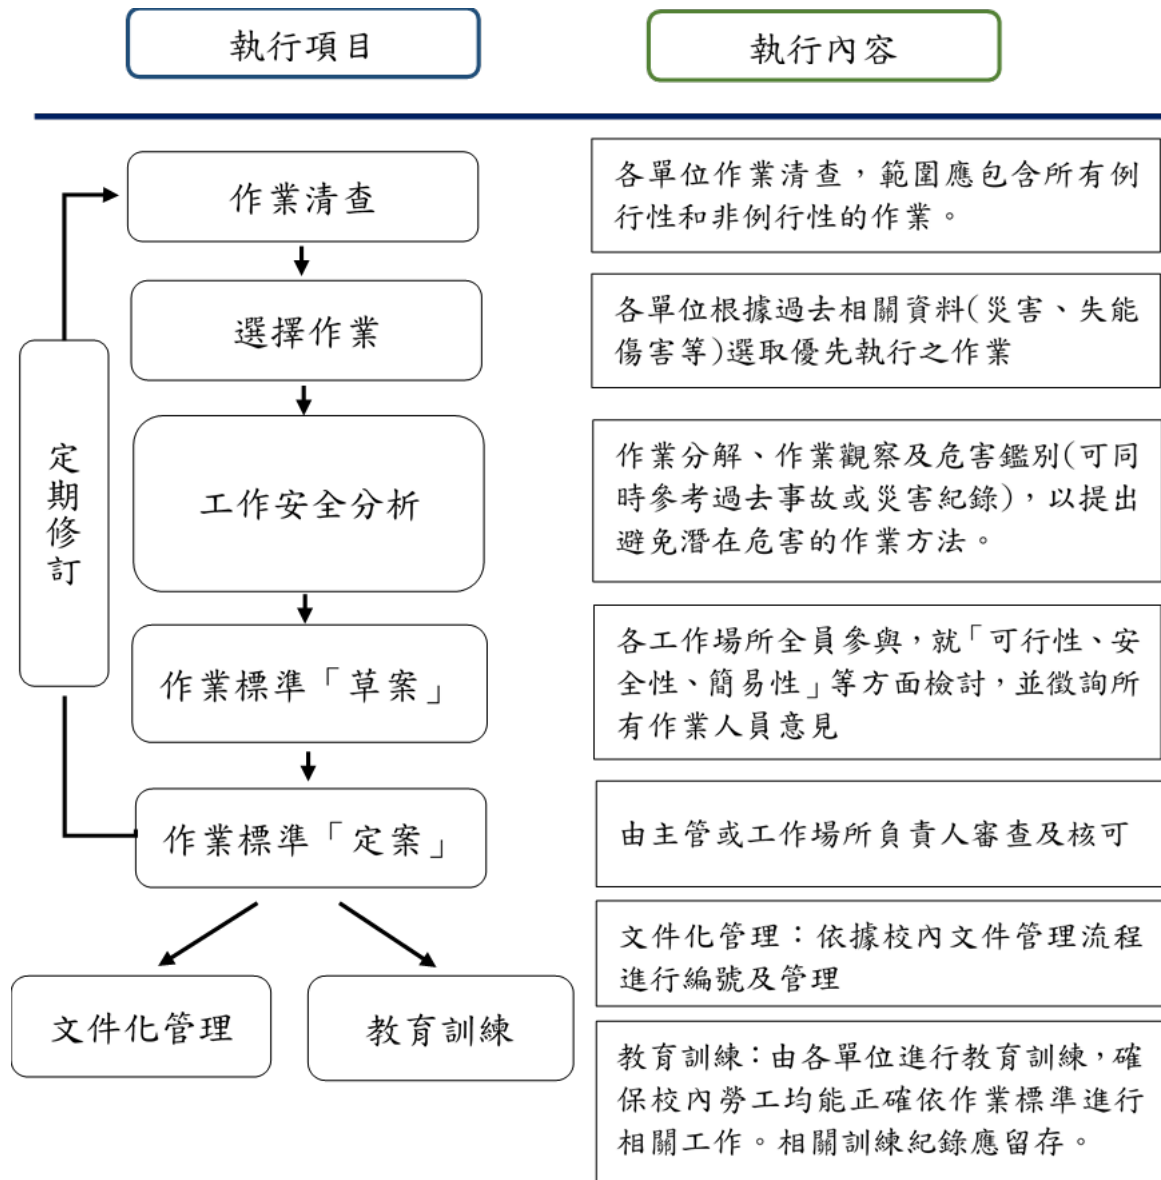 執行項目
執行內容
作業清查
各單位作業清查，範圍應包含所有例
行性和非例行性的作業。
選擇作業
各單位根據過去相關資料(災害、失能
傷害等)選取優先執行之作業
定期修訂
工作安全分析
作業分解、作業觀察及危害鑑別(可同
時參考過去事故或災害紀錄)，以提出
避免潛在危害的作業方法。
作業標準「草案」
各工作場所全員參與，就「可行性、安
全性、簡易性」等方面檢討，並徵詢所
有作業人員意見
作業標準「定案」
由主管或工作場所負責人審查及核可
文件化管理：依據校內文件管理流程
進行編號及管理
文件化管理
教育訓練
教育訓練：由各單位進行教育訓練，確
保校內勞工均能正確依作業標準進行
相關工作。相關訓練紀錄應留存。